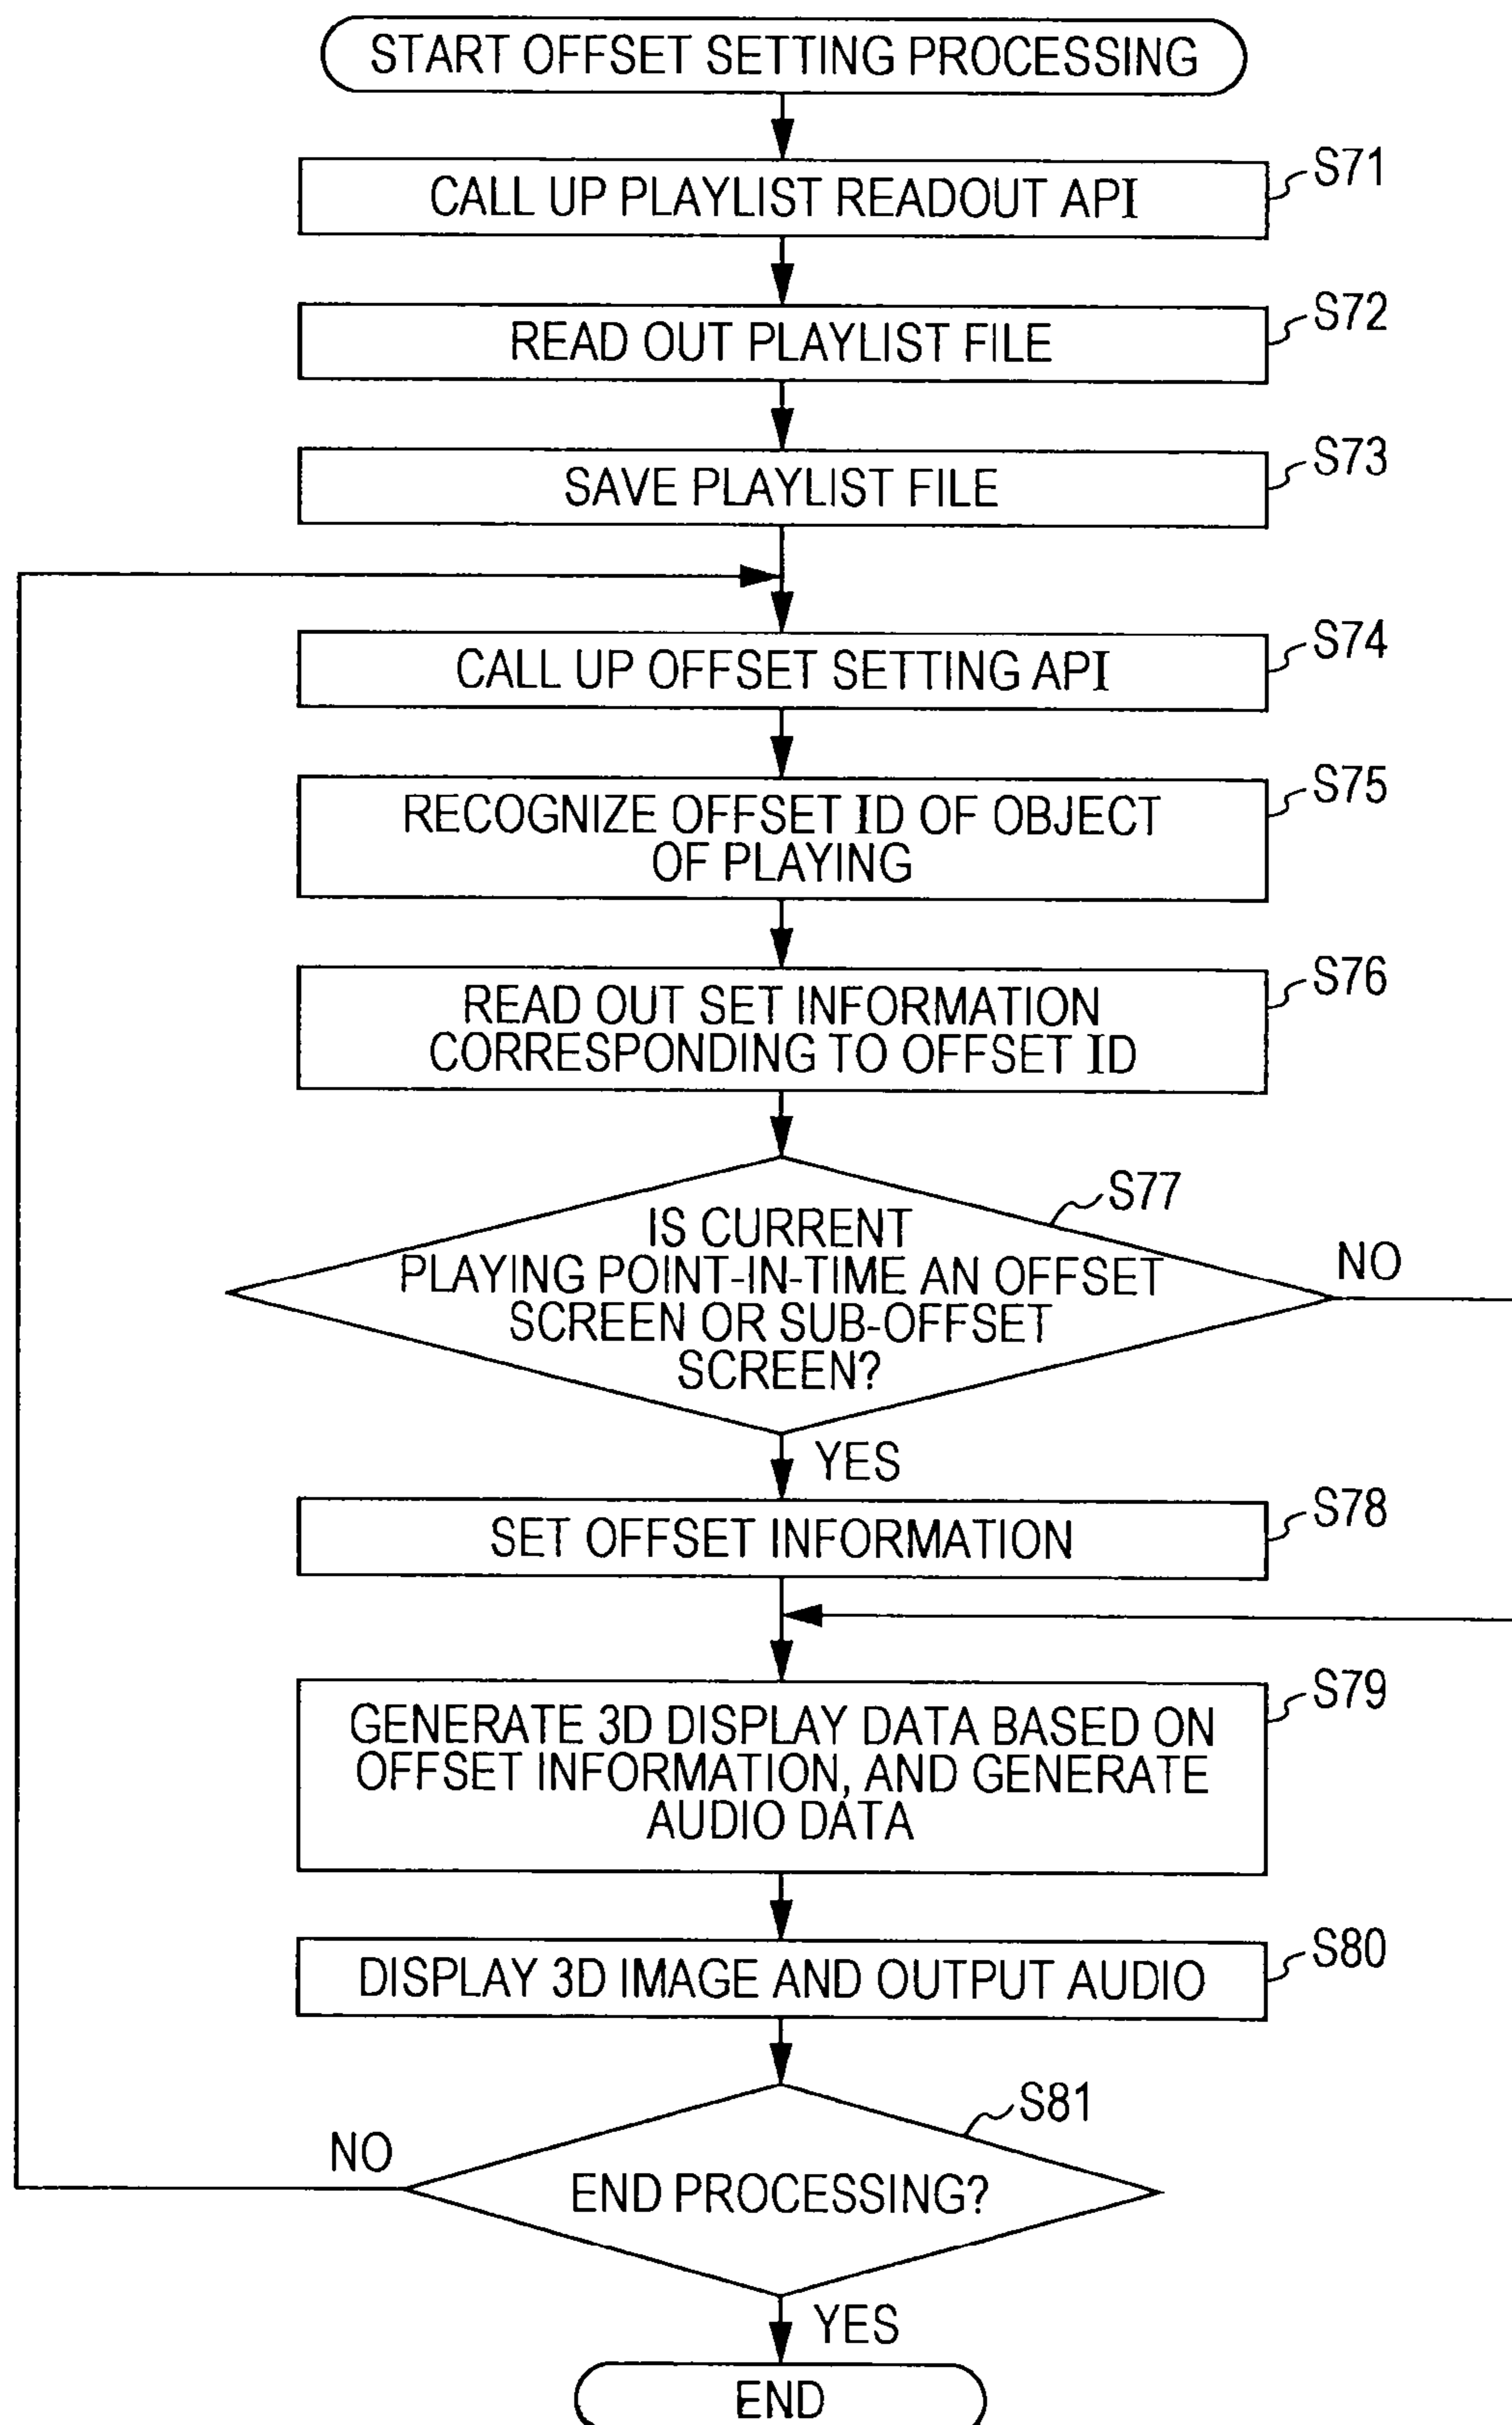 START OFFSET SETTING PROCESSING
S71
CALL UP PLAYLIST READOUT API
S72
READ OUT PLAYLIST FILE
S73
SAVE PLAYLIST FILE
S74
CALL UP OFFSET SETTING API
S75
RECOGNIZE OFFSET ID OF OBJECT
OF PLAYING
S76
READ OUT SET INFORMATION
CORRESPONDING TO OFFSET ID
S77
IS CURRENT
PLAYING POINT-IN-TIME AN OFFSET
SCREEN OR SUB-OFFSET
SCREEN?
NO
YES
S78
SET OFFSET INFORMATION
S79
GENERATE 3D DISPLAY DATA BASED ON
OFFSET INFORMATION, AND GENERATE
AUDIO DATA
S80
DISPLAY 3D IMAGE AND OUTPUT AUDIO
S81
NO
END PROCESSING?
YES
END